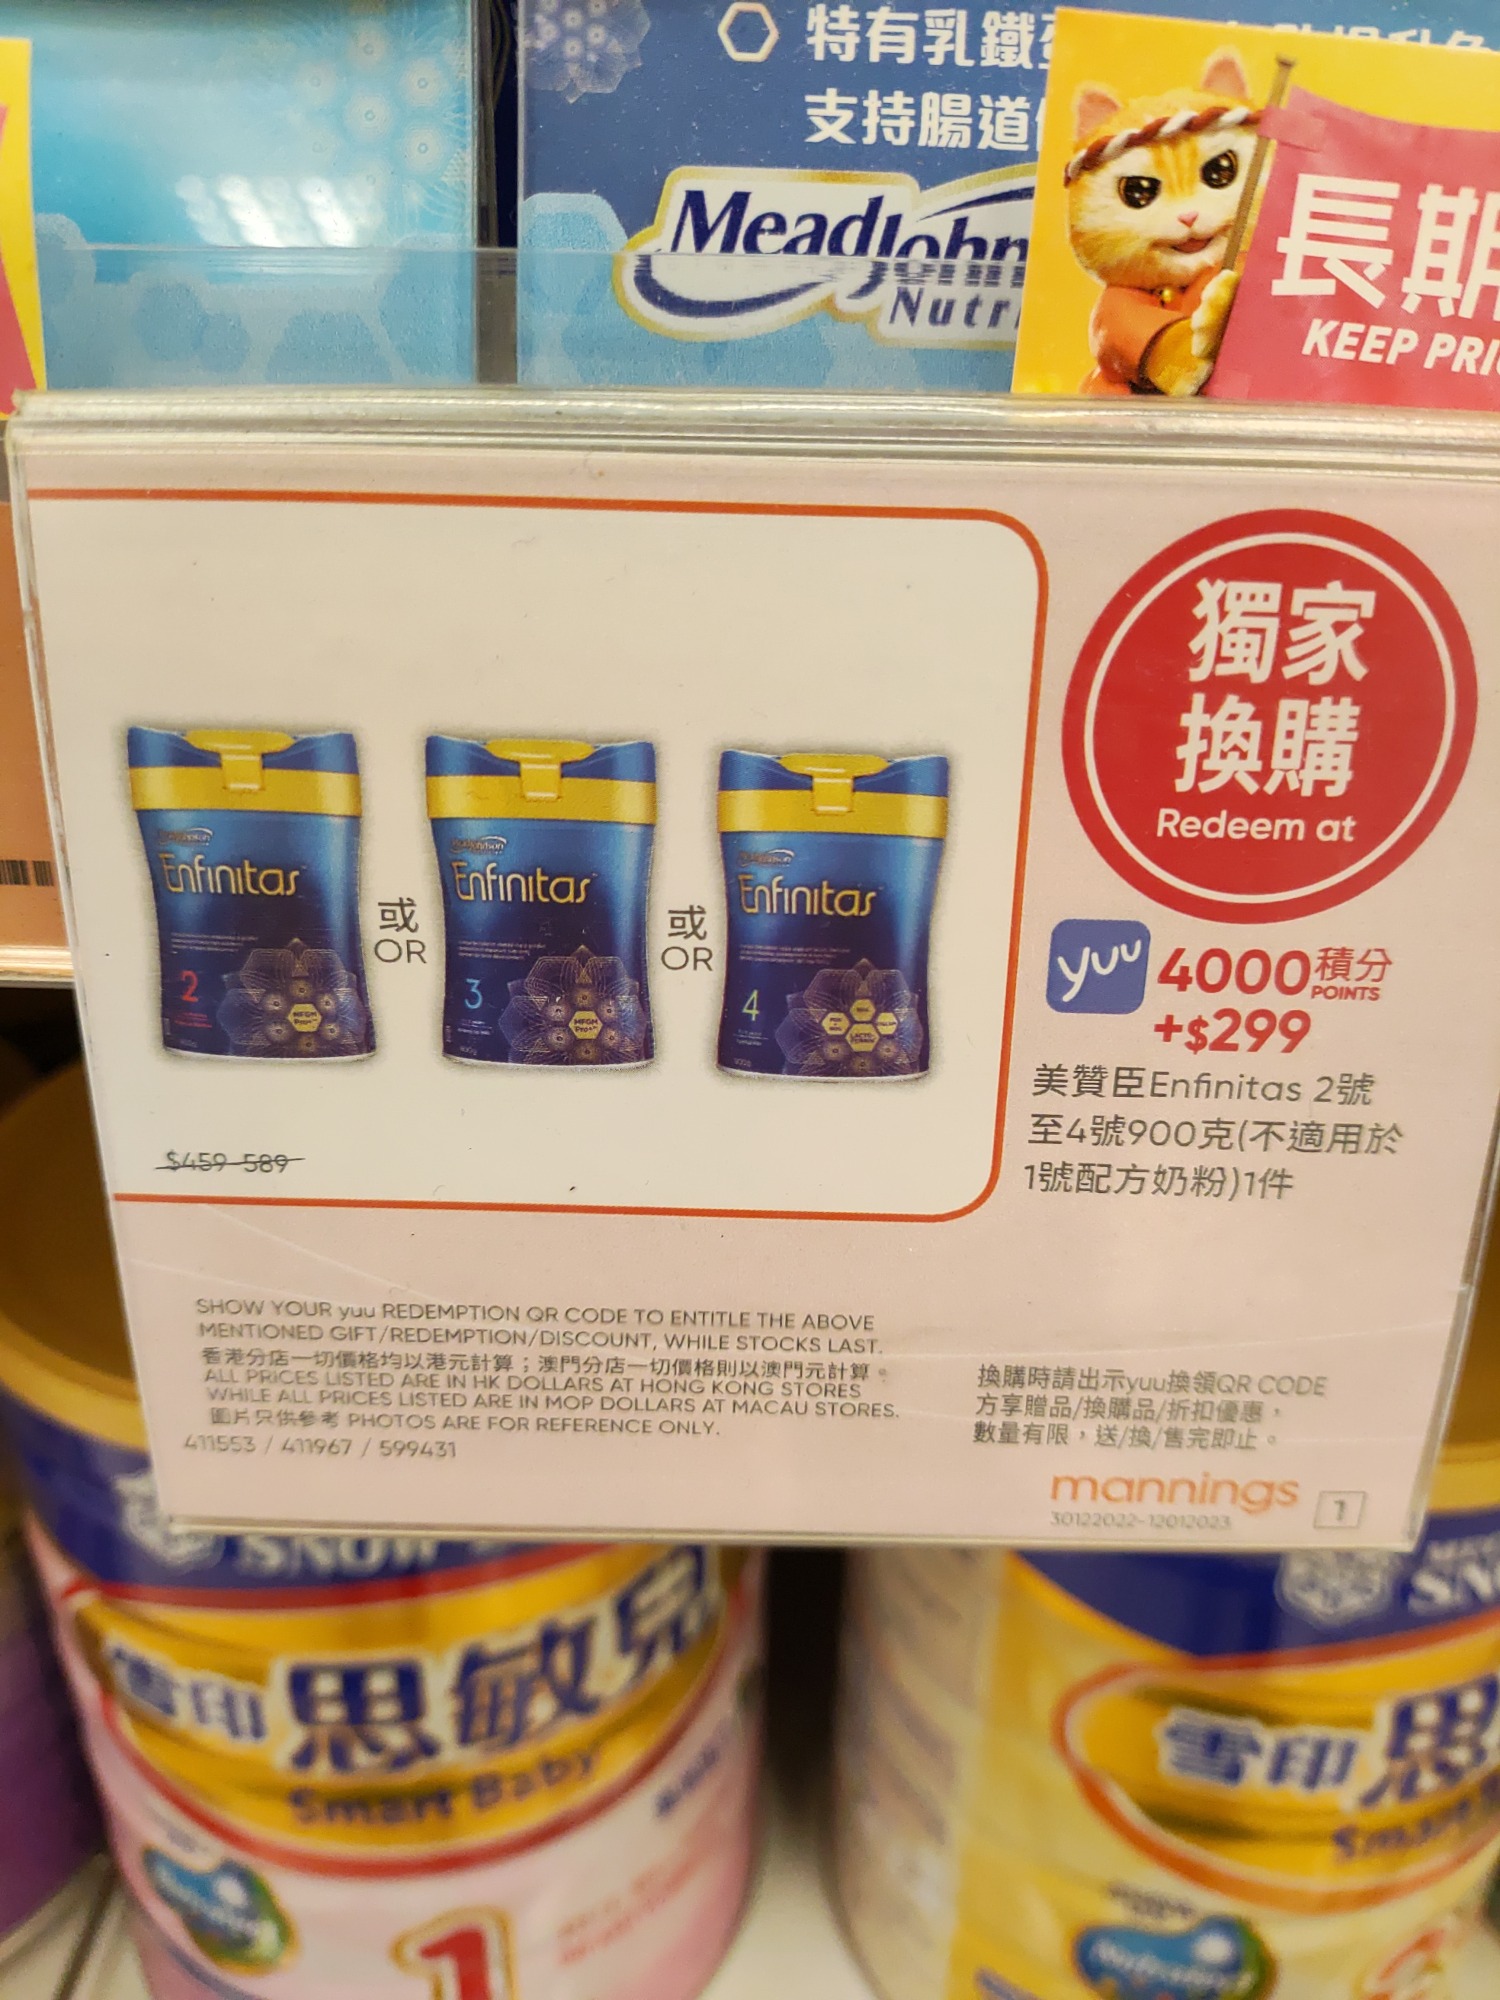 特有乳鐵
支持腸道
MeadJohn
Nutri
長期
KEEP PRI
獨家
換購
Redeem at
yuu 4000積分
POINTS
+$299
美贊臣Enfinitas 2號
至4號900克(不適用於
1號配方奶粉)1件
Enfinitas
2
或
OR
Enfinitas
3
或
OR
Enfinitas
4
$459-589
SHOW YOUR yuu REDEMPTION QR CODE TO ENTITLE THE ABOVE
MENTIONED GIFT/REDEMPTION/DISCOUNT, WHILE STOCKS LAST.
香港分店一切價格均以港元計算；澳門分店一切價格則以澳門元計算。
ALL PRICES LISTED ARE IN HK DOLLARS AT HONG KONG STORES
WHILE ALL PRICES LISTED ARE IN MOP DOLLARS AT MACAU STORES.
圖片只供參考 PHOTOS ARE FOR REFERENCE ONLY.
411553 / 411967 / 599431
換購時請出示yuu換領QR CODE
方享贈品/換購品/折扣優惠，
數量有限，送/換/售完即止。
mannings
30122022-12012023
1
SNOW
雪印 思敏兒
Smart Baby
1
SN
雪印 思
Smar